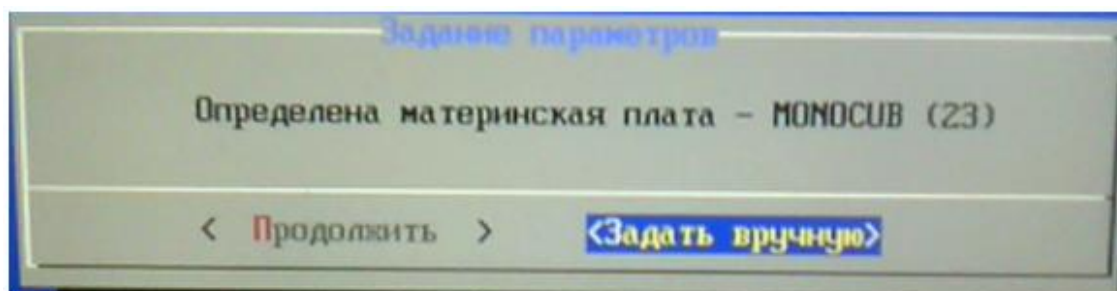 Задание параметров
Определена материнская плата - MONOCUB (23)
< Продолжить > <Задать вручную>